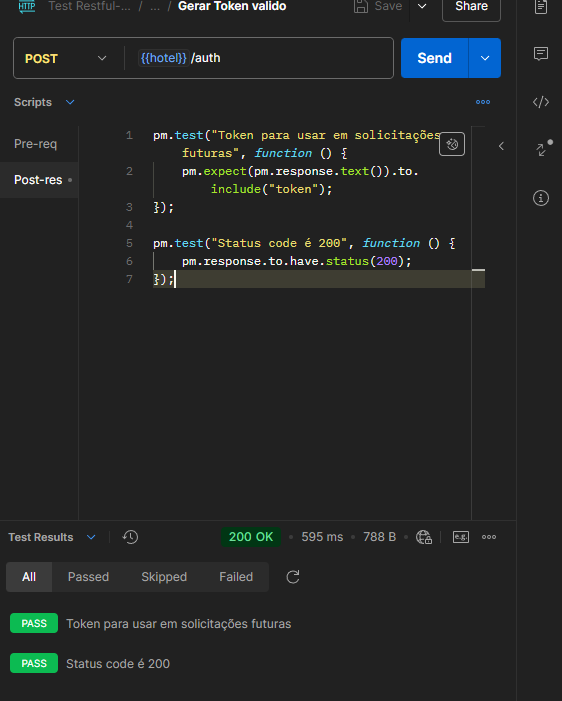 HTTP Test Restful-... / ... / Gerar Token valido Save Share
POST {{hotel}}/auth Send
Scripts
Pre-req
Post-res
1 pm.test("Token para usar em solicitações
futuras", function () {
2 pm.expect(pm.response.text()).to.
include("token");
3 });
4
5 pm.test("Status code é 200", function () {
6 pm.response.to.have.status(200);
7 });
Test Results 200 OK • 595 ms • 788 B • e.g.
All Passed Skipped Failed
PASS Token para usar em solicitações futuras
PASS Status code é 200